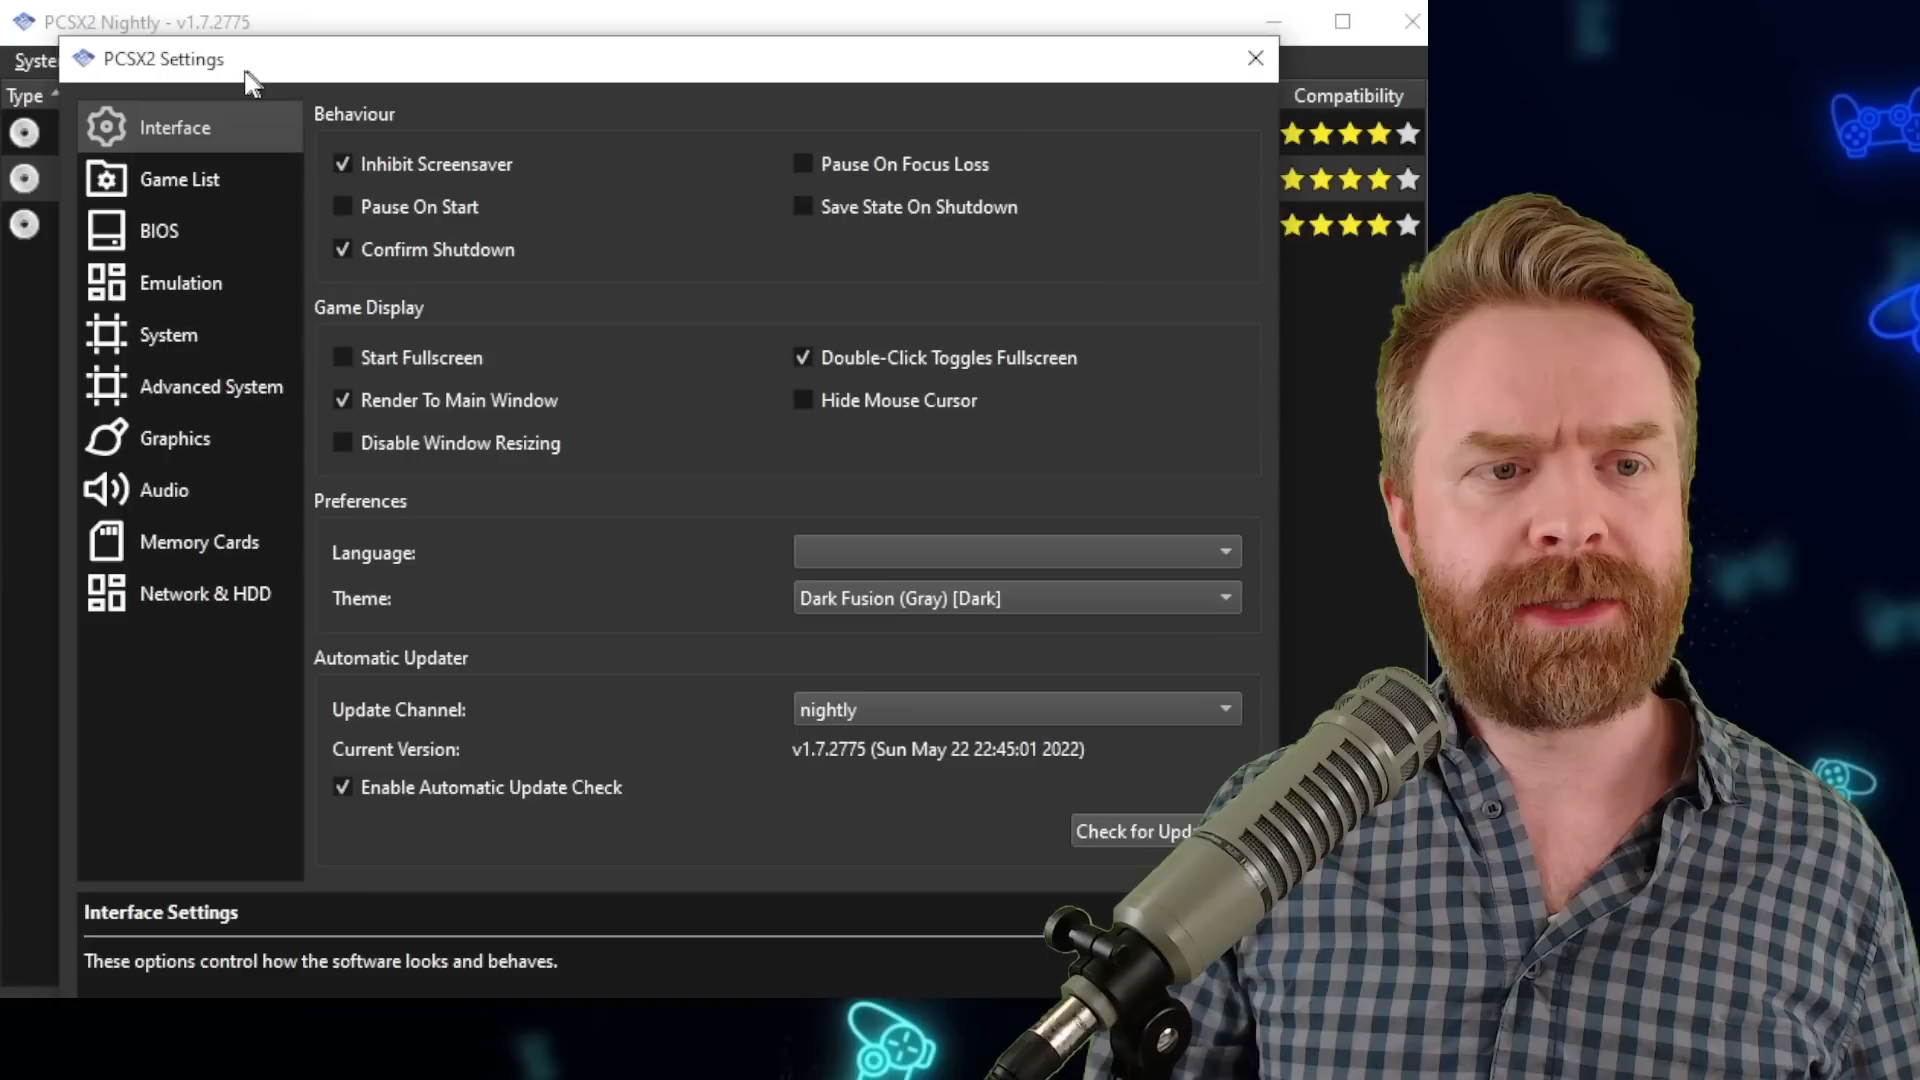 PCSX2 Nightly - v1.7.2775
PCSX2 Settings
Syste
Type
Compatibility
Interface
Game List
BIOS
Emulation
System
Advanced System
Graphics
Audio
Memory Cards
Network & HDD
Behaviour
Inhibit Screensaver
Pause On Focus Loss
Pause On Start
Save State On Shutdown
Confirm Shutdown
Game Display
Start Fullscreen
Double-Click Toggles Fullscreen
Render To Main Window
Hide Mouse Cursor
Disable Window Resizing
Preferences
Language:
Theme:
Dark Fusion (Gray) [Dark]
Automatic Updater
Update Channel:
nightly
Current Version:
v1.7.2775 (Sun May 22 22:45:01 2022)
Enable Automatic Update Check
Check for Upd
Interface Settings
These options control how the software looks and behaves.